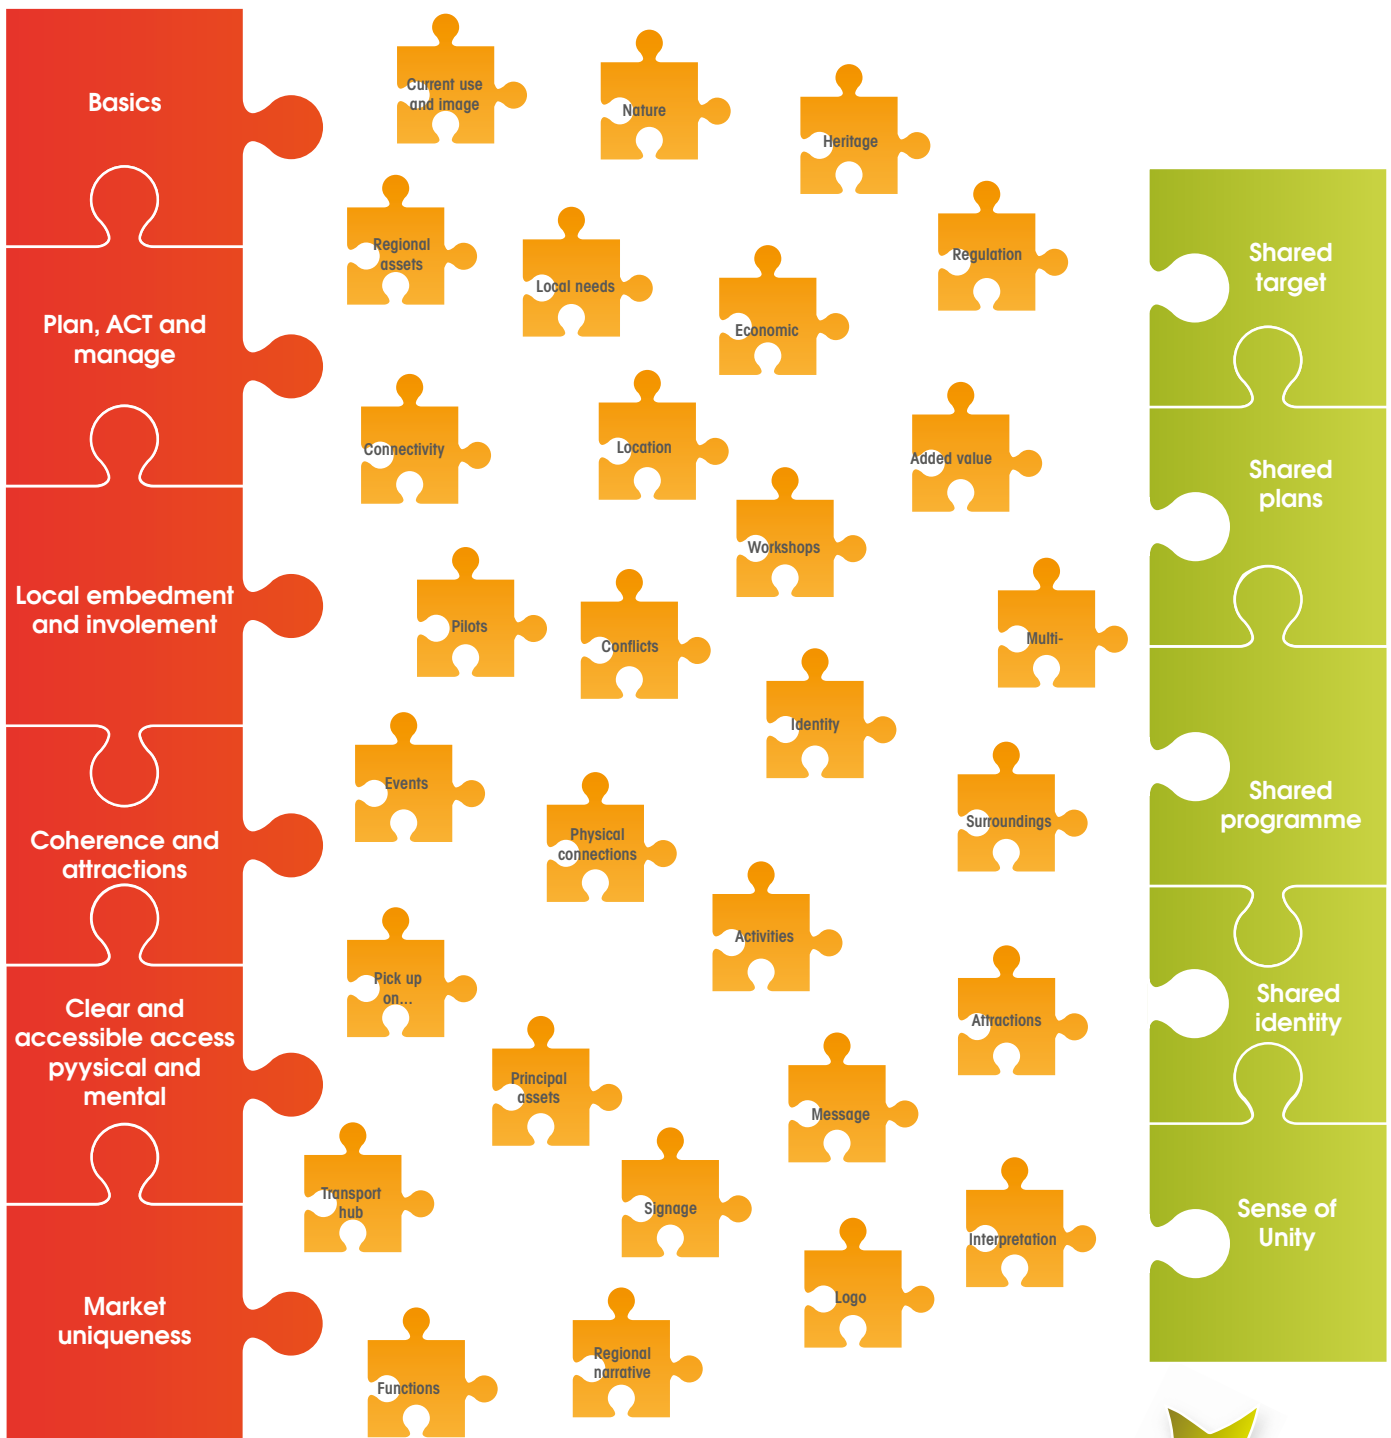 Basics
Plan, ACT and
manage
Local embedment
and involement
Coherence and
attractions
Clear and
accessible access
pyysical and
mental
Market
uniqueness
Current use
and image
Nature
Heritage
Regional
assets
Local needs
Economic
Regulation
Connectivity
Location
Added value
Workshops
Pilots
Conflicts
Multi-
Identity
Events
Physical
connections
Surroundings
Activities
Pick up
on...
Attractions
Principal
assets
Message
Transport
hub
Signage
Interpretation
Logo
Functions
Regional
narrative
Shared
target
Shared
plans
Shared
programme
Shared
identity
Sense of
Unity